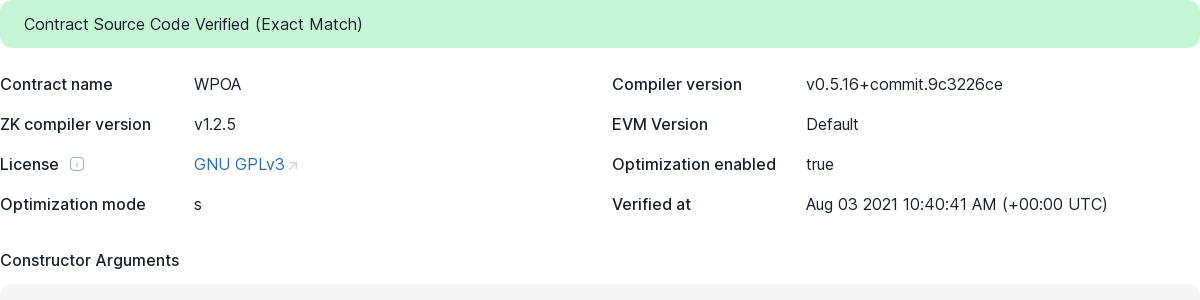 Contract Source Code Verified (Exact Match)
Contract name WPOA Compiler version v0.5.16+commit.9c3226ce
ZK compiler version v1.2.5 EVM Version Default
License GNU GPLv3 Optimization enabled true
Optimization mode s Verified at Aug 03 2021 10:40:41 AM (+00:00 UTC)
Constructor Arguments